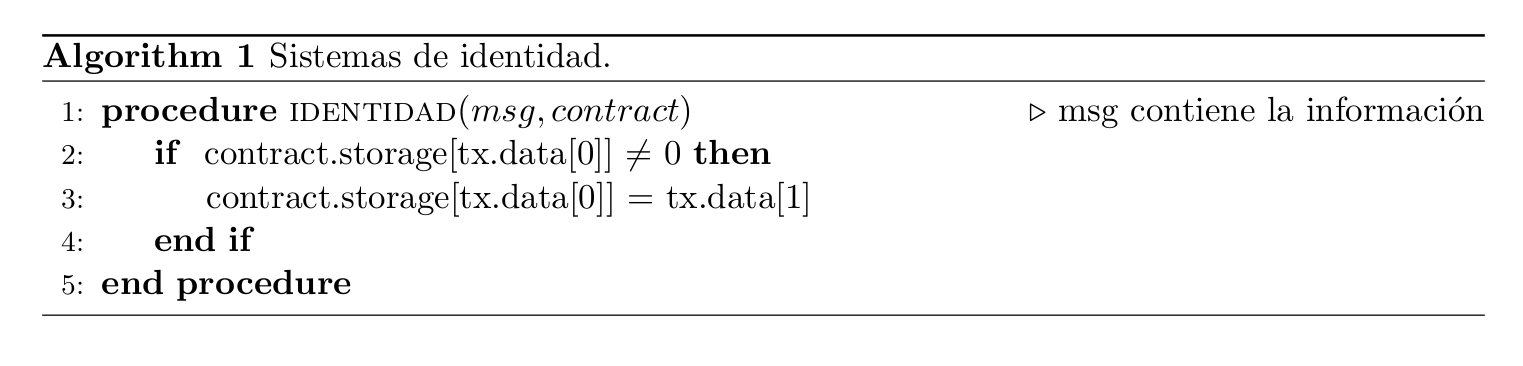 Algorithm 1 Sistemas de identidad.
1: procedure IDENTIDAD(msg, contract) ▷ msg contiene la información
2: if contract.storage[tx.data[0]] ≠ 0 then
3: contract.storage[tx.data[0]] = tx.data[1]
4: end if
5: end procedure